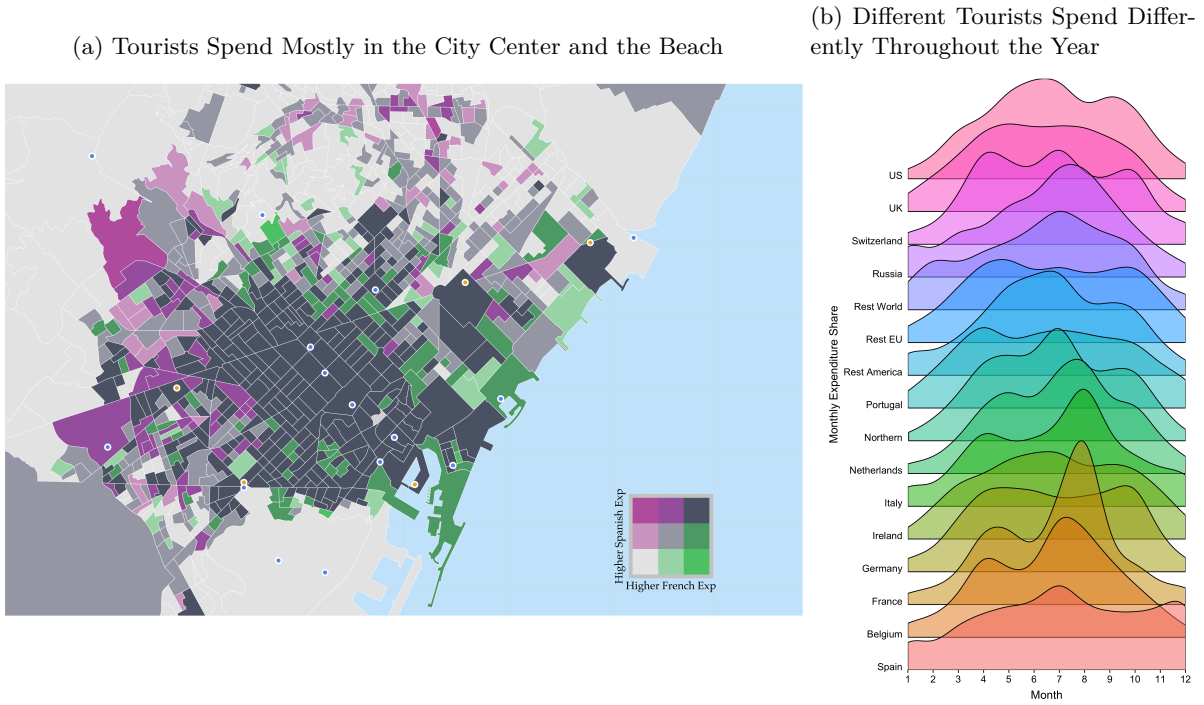 (a) Tourists Spend Mostly in the City Center and the Beach
Higher Spanish Exp
Higher French Exp
(b) Different Tourists Spend Differ-
ently Throughout the Year
Monthly Expenditure Share
US
UK
Switzerland
Russia
Rest World
Rest EU
Rest America
Portugal
Northern
Netherlands
Italy
Ireland
Germany
France
Belgium
Spain
1 2 3 4 5 6 7 8 9 10 11 12
Month